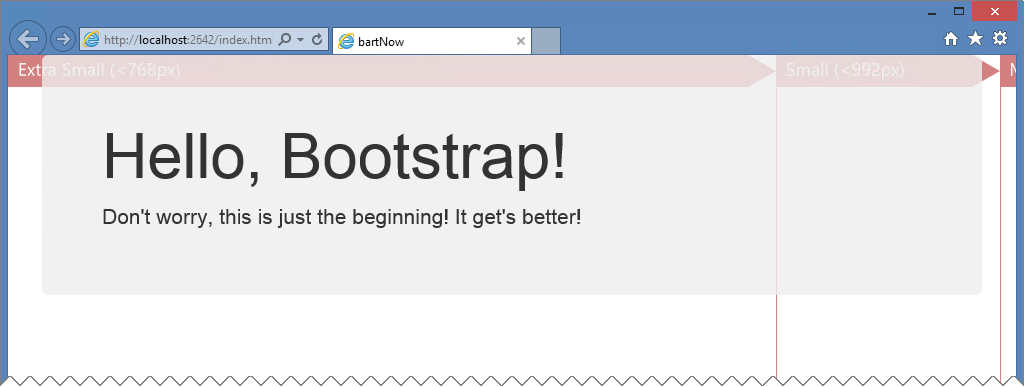 http://localhost:2642/index.htm
bartNow
Extra Small (<768px)
Small (<992px)
Hello, Bootstrap!
Don't worry, this is just the beginning! It get's better!